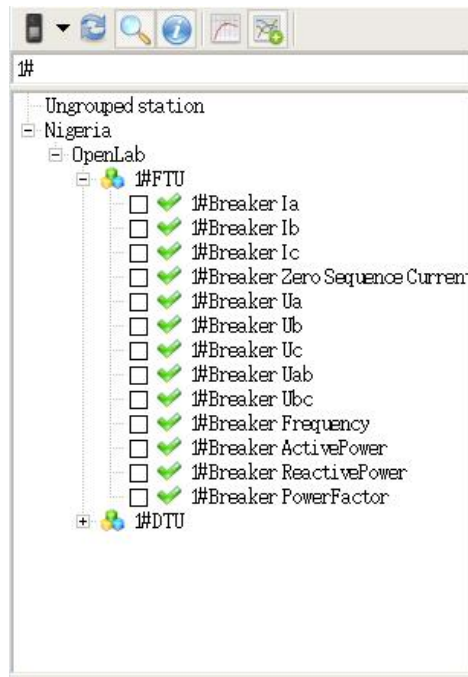 1#
Ungrouped station
Nigeria
OpenLab
1#FTU
1#Breaker Ia
1#Breaker Ib
1#Breaker Ic
1#Breaker Zero Sequence Curren
1#Breaker Ua
1#Breaker Ub
1#Breaker Uc
1#Breaker Uab
1#Breaker Ubc
1#Breaker Frequency
1#Breaker ActivePower
1#Breaker ReactivePower
1#Breaker PowerFactor
1#DTU